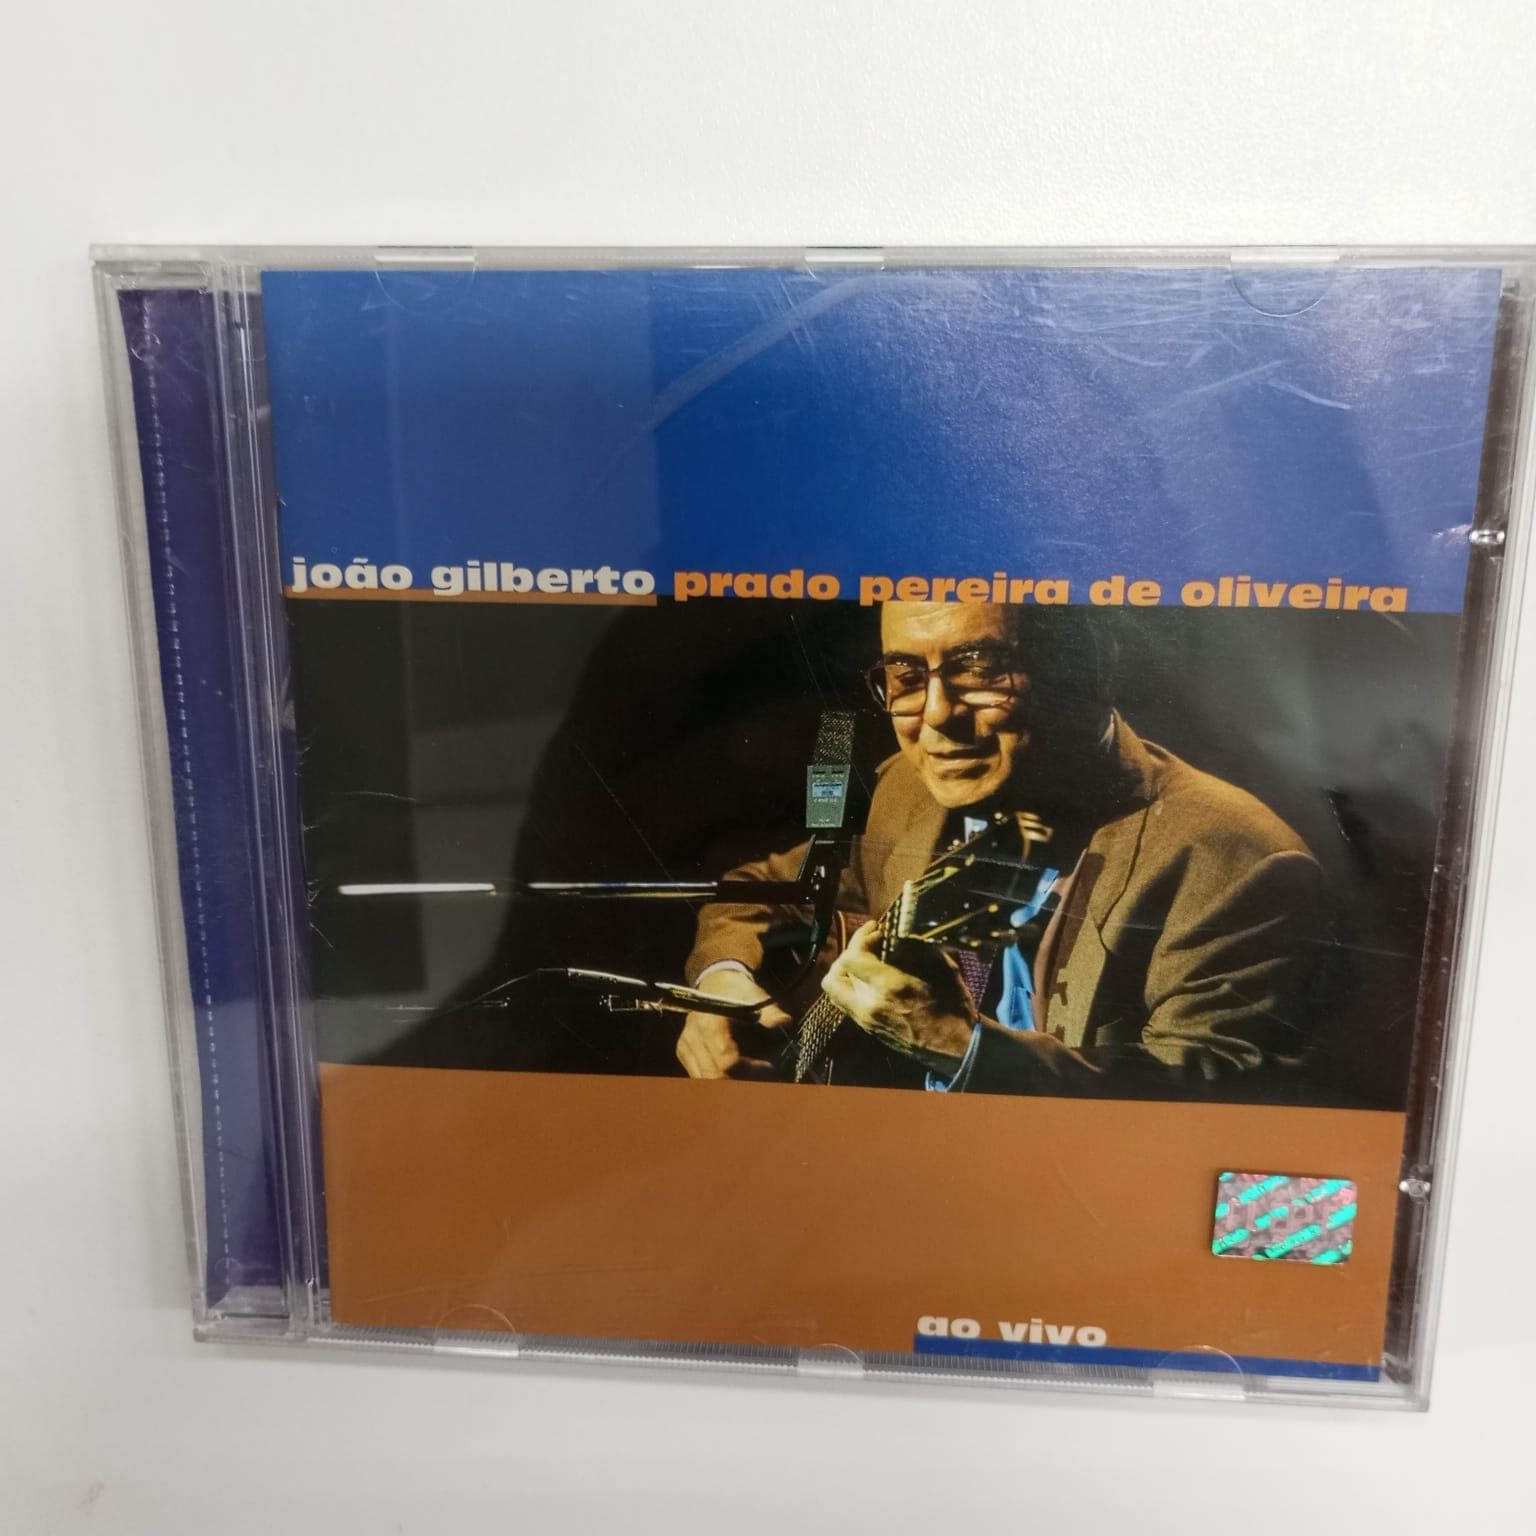 joão gilberto prado pereira de oliveira
ao vivo